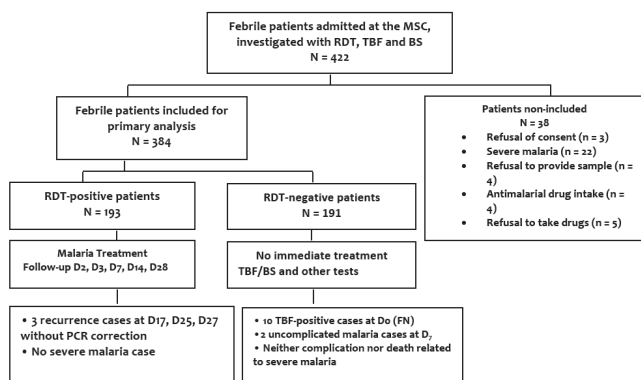 Febrile patients admitted at the MSC,
investigated with RDT, TBF and BS
N = 422
Febrile patients included for
primary analysis
N = 384
Patients non-included
N = 38
• Refusal of consent (n = 3)
• Severe malaria (n = 22)
• Refusal to provide sample (n =
4)
• Antimalarial drug intake (n =
4)
• Refusal to take drugs (n = 5)
RDT-positive patients
N = 193
RDT-negative patients
N = 191
Malaria Treatment
Follow-up D2, D3, D7, D14, D28
No immediate treatment
TBF/BS and other tests
• 3 recurrence cases at D17, D25, D27
without PCR correction
• No severe malaria case
• 10 TBF-positive cases at D0 (FN)
• 2 uncomplicated malaria cases at D7
• Neither complication nor death related
to severe malaria